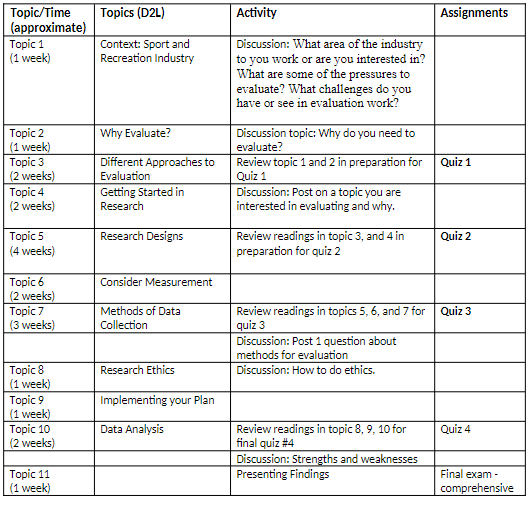 Topic/Time Topics (D2L) Activity Assignments
(approximate)
Topic 1 Context: Sport and Discussion: What area of the industry
(1 week) Recreation Industry to you work or are you interested in?
What are some of the pressures to
evaluate? What challenges do you
have or see in evaluation work?
Topic 2 Why Evaluate? Discussion topic: Why do you need to
(1 week) evaluate?
Topic 3 Different Approaches to Review topic 1 and 2 in preparation for Quiz 1
(2 weeks) Evaluation Quiz 1
Topic 4 Getting Started in Discussion: Post on a topic you are
(2 weeks) Research interested in evaluating and why.
Topic 5 Research Designs Review readings in topic 3, and 4 in Quiz 2
(4 weeks) preparation for quiz 2
Topic 6 Consider Measurement
(2 weeks)
Topic 7 Methods of Data Review readings in topics 5, 6, and 7 for Quiz 3
(3 weeks) Collection quiz 3
Discussion: Post 1 question about
methods for evaluation
Topic 8 Research Ethics Discussion: How to do ethics.
(1 week)
Topic 9 Implementing your Plan
(1 week)
Topic 10 Data Analysis Review readings in topic 8, 9, 10 for Quiz 4
(2 weeks) final quiz #4
Discussion: Strengths and weaknesses
Topic 11 Presenting Findings Final exam -
(1 week) comprehensive